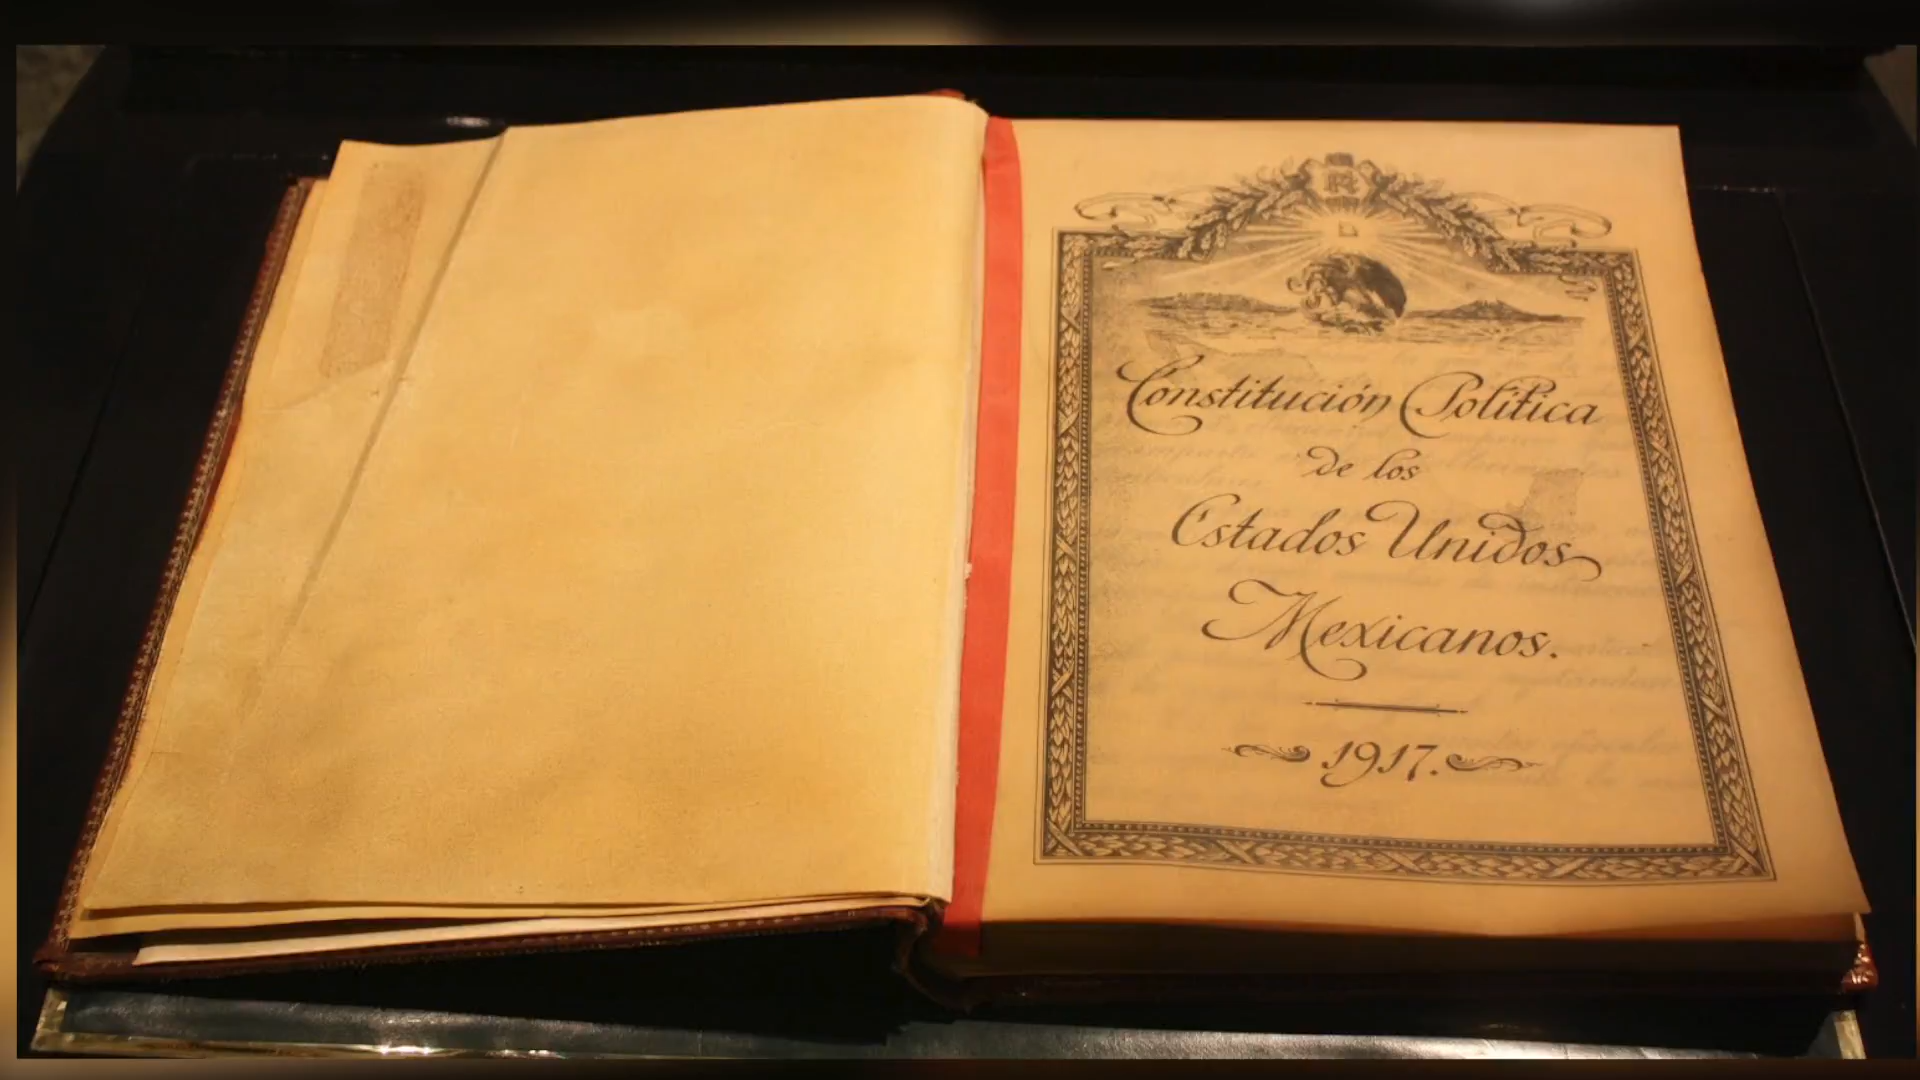 Constitución Política
de los
Estados Unidos
Mexicanos.
1917.